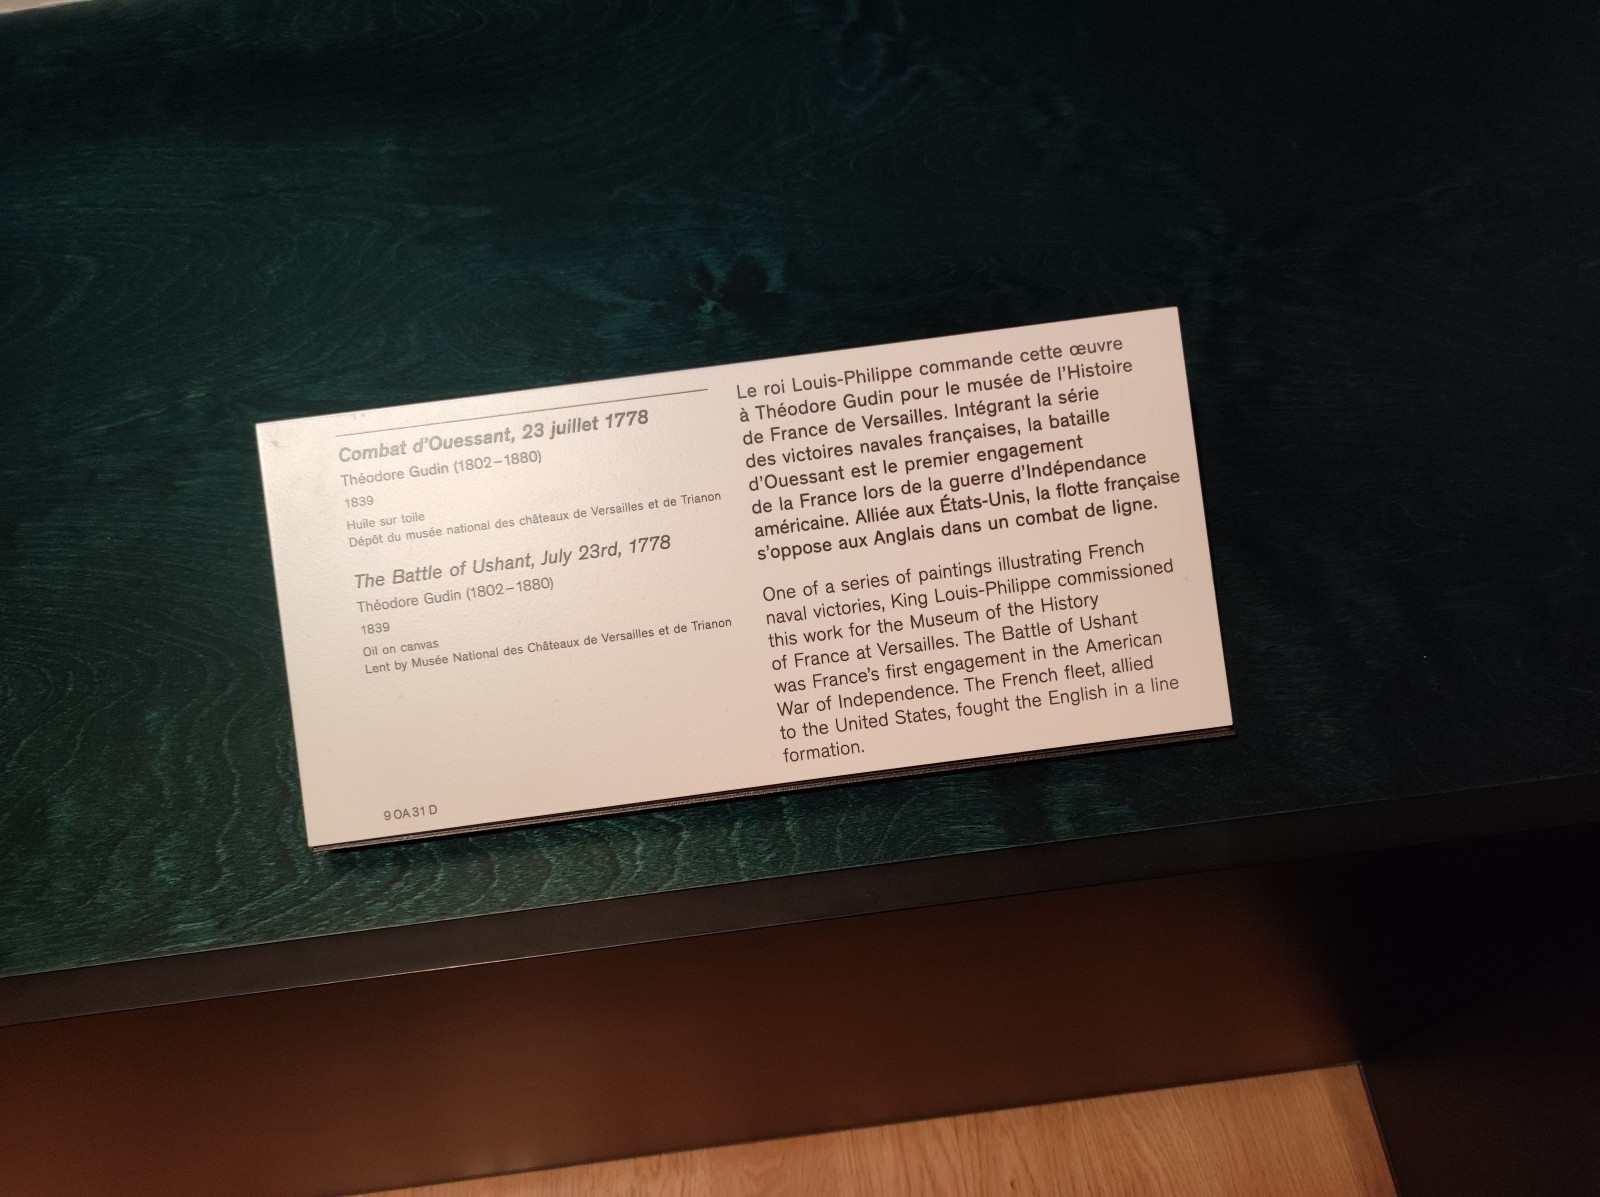 Combat d'Ouessant, 23 juillet 1778
Théodore Gudin (1802–1880)
1839
Huile sur toile
Dépôt du musée national des châteaux de Versailles et de Trianon
The Battle of Ushant, July 23rd, 1778
Théodore Gudin (1802–1880)
1839
Oil on canvas
Lent by Musée National des Châteaux de Versailles et de Trianon
9 OA 31 D
Le roi Louis-Philippe commande cette œuvre
à Théodore Gudin pour le musée de l'Histoire
de France de Versailles. Intégrant la série
des victoires navales françaises, la bataille
d'Ouessant est le premier engagement
de la France lors de la guerre d'Indépendance
américaine. Alliée aux États-Unis, la flotte française
s'oppose aux Anglais dans un combat de ligne.
One of a series of paintings illustrating French
naval victories, King Louis-Philippe commissioned
this work for the Museum of the History
of France at Versailles. The Battle of Ushant
was France's first engagement in the American
War of Independence. The French fleet, allied
to the United States, fought the English in a line
formation.